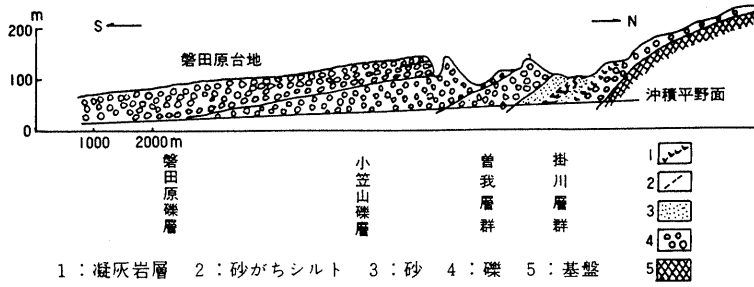 m
200
100
0
S
N
磐田原台地
沖積平野面
1000 2000 m
磐田原礫層
小笠山礫層
曽我層群
掛川層群
1
2
3
4
5
1：凝灰岩層 2：砂がちシルト 3：砂 4：礫 5：基盤